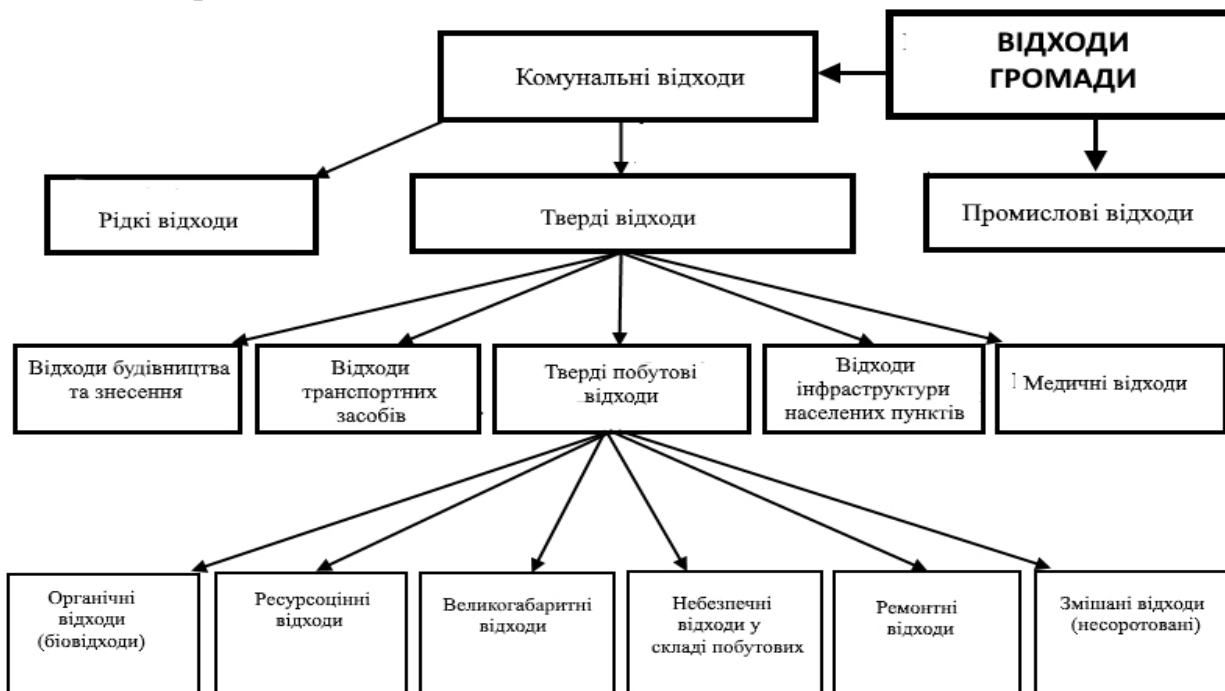 ВІДХОДИ
ГРОМАДИ
Комунальні відходи
Рідкі відходи
Тверді відходи
Промислові відходи
Відходи будівництва
та знесення
Відходи
транспортних
засобів
Тверді побутові
відходи
Відходи
інфраструктури
населених пунктів
Медичні відходи
Органічні
відходи
(біовідходи)
Ресурсоцінні
відходи
Великогабаритні
відходи
Небезпечні
відходи у
складі побутових
Ремонтні
відходи
Змішані відходи
(несоротовані)